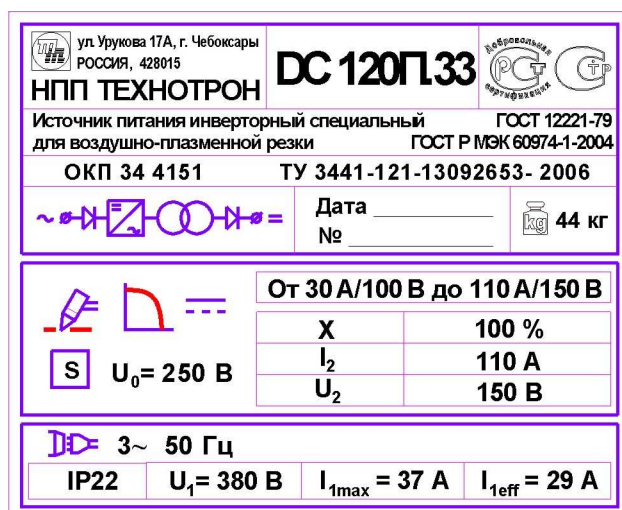 ул. Урукова 17А, г. Чебоксары
РОССИЯ, 428015
НПП ТЕХНОТРОН
DC 120П.33
Добровольная
сертификация
Источник питания инверторный специальный ГОСТ 12221-79
для воздушно-плазменной резки ГОСТ Р МЭК 60974-1-2004
ОКП 34 4151 ТУ 3441-121-13092653- 2006
~ =
Дата
№
kg 44 кг
От 30 А/100 В до 110 А/150 В
X 100 %
I₂ 110 А
U₂ 150 В
S U₀= 250 В
3~ 50 Гц
IP22 U₁= 380 В I₁max = 37 А I₁eff = 29 А